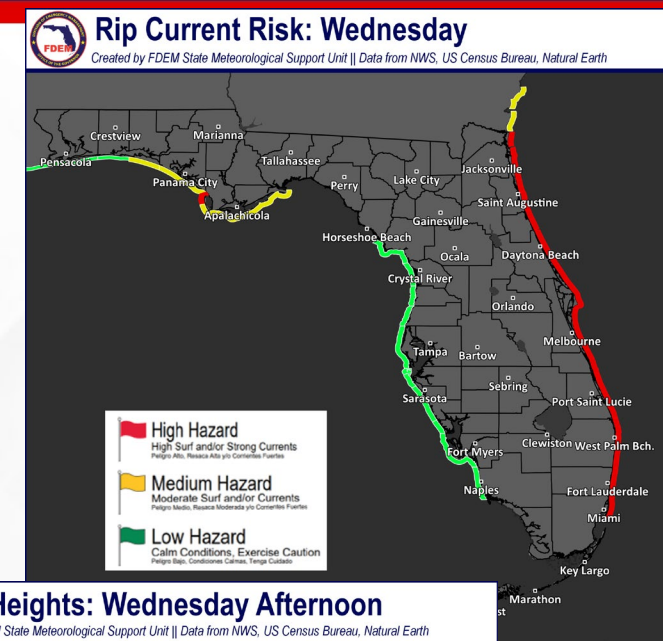 Rip Current Risk: Wednesday
Created by FDEM State Meteorological Support Unit || Data from NWS, US Census Bureau, Natural Earth
FDEM
Crestview
Marianna
Pensacola
Tallahassee
Panama City
Perry
Lake City
Jacksonville
Apalachicola
Saint Augustine
Gainesville
Horseshoe Beach
Ocala
Daytona Beach
Crystal River
Orlando
Melbourne
Tampa
Bartow
Sebring
Sarasota
Port Saint Lucie
Fort Myers
Clewiston
West Palm Bch.
Naples
Fort Lauderdale
Miami
Key Largo
Marathon
st
High Hazard
High Surf and/or Strong Currents
Peligro Alto, Resaca Alta y/o Corrientes Fuertes
Medium Hazard
Moderate Surf and/or Currents
Peligro Medio, Resaca Moderada y/o Corrientes Fuertes
Low Hazard
Calm Conditions, Exercise Caution
Peligro Bajo, Condiciones Calmas, Tenga Cuidado
Heights: Wednesday Afternoon
State Meteorological Support Unit || Data from NWS, US Census Bureau, Natural Earth